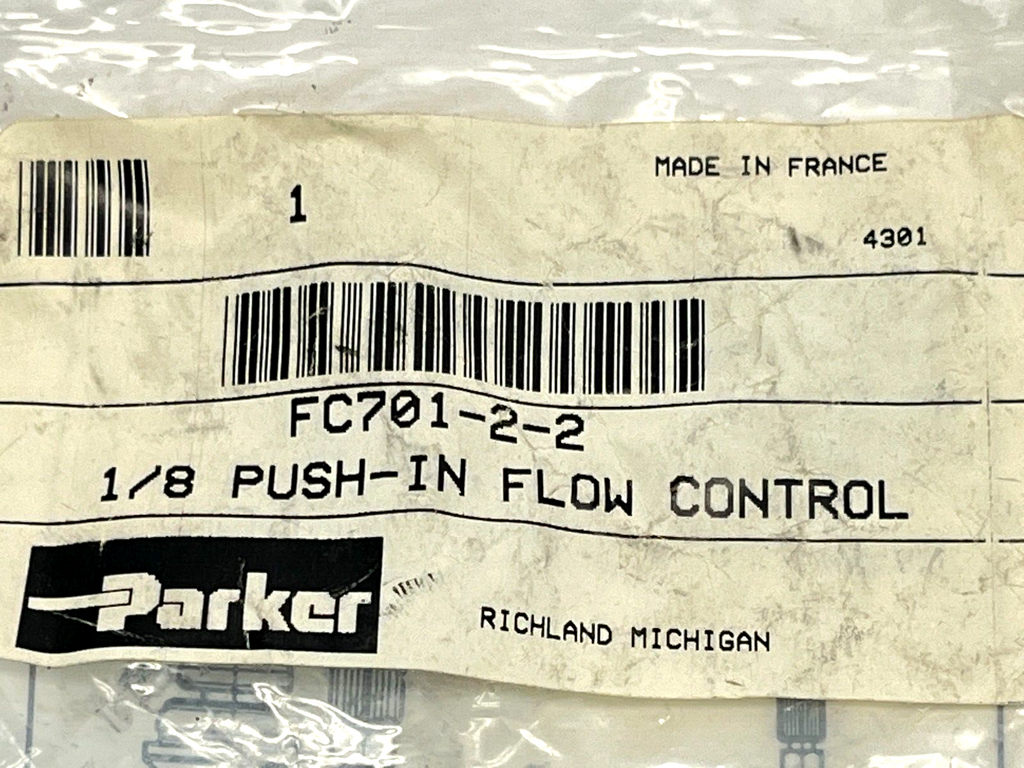 MADE IN FRANCE
1
4301
FC701-2-2
1/8 PUSH-IN FLOW CONTROL
Parker
RICHLAND MICHIGAN